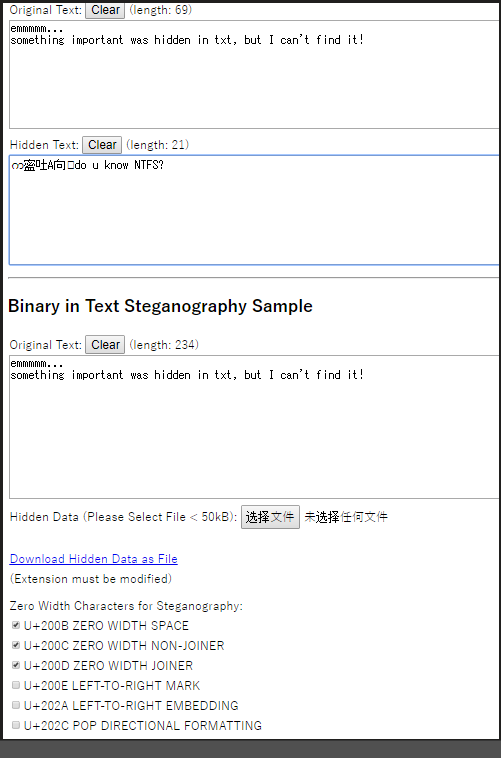 Original Text: Clear (length: 69)
emmmmm...
something important was hidden in txt, but I can't find it!
Hidden Text: Clear (length: 21)
do u know NTFS?
Binary in Text Steganography Sample
Original Text: Clear (length: 234)
emmmmm...
something important was hidden in txt, but I can't find it!
Hidden Data (Please Select File < 50kB): 选择文件 未选择任何文件
Download Hidden Data as File
(Extension must be modified)
Zero Width Characters for Steganography:
U+200B ZERO WIDTH SPACE
U+200C ZERO WIDTH NON-JOINER
U+200D ZERO WIDTH JOINER
U+200E LEFT-TO-RIGHT MARK
U+202A LEFT-TO-RIGHT EMBEDDING
U+202C POP DIRECTIONAL FORMATTING